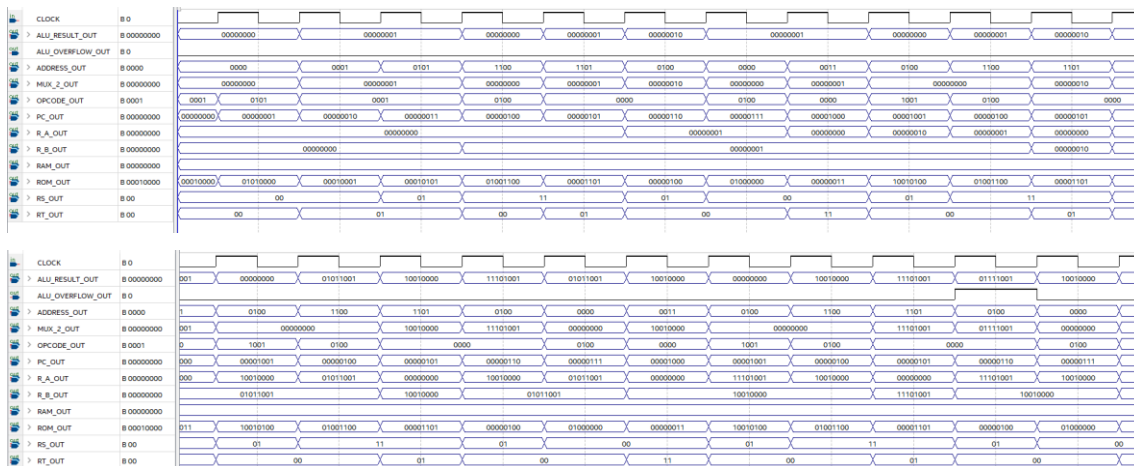 CLOCK B 0
ALU_RESULT_OUT B 00000000 00000000 00000001 00000000 00000001 00000010 00000001 00000000 00000001 00000010
ALU_OVERFLOW_OUT B 0
ADDRESS_OUT B 0000 0000 0001 0101 1100 1101 0100 0000 0011 0100 1100 1101
MUX_2_OUT B 00000000 00000000 00000001 00000000 00000001 00000010 00000000 00000001 00000000 00000010
OPCODE_OUT B 0001 0001 0101 0001 0100 0000 0100 0000 1001 0100 0000
PC_OUT B 00000000 00000000 00000001 00000010 00000011 00000100 00000101 00000110 00000111 00001000 00001001 00000100 00000101
R_A_OUT B 00000000 00000000 00000001 00000000 00000010 00000001 00000000
R_B_OUT B 00000000 00000000 00000001 00000010
RAM_OUT B 00000000
ROM_OUT B 00010000 00010000 01010000 00010001 00010101 01001100 00001101 00000100 01000000 00000011 10010100 01001100 00001101
RS_OUT B 00 00 01 11 01 00 01 11
RT_OUT B 00 00 01 00 01 00 11 00 01
CLOCK B 0
ALU_RESULT_OUT B 00000000 001 00000000 01011001 10010000 11101001 01011001 10010000 00000000 10010000 11101001 01111001 10010000
ALU_OVERFLOW_OUT B 0
ADDRESS_OUT B 0000 1 0100 1100 1101 0100 0000 0011 0100 1100 1101 0100 0000
MUX_2_OUT B 00000000 001 00000000 10010000 11101001 00000000 10010000 00000000 11101001 01111001 00000000
OPCODE_OUT B 0001 0 1001 0100 0000 0100 0000 1001 0100 0000 0100
PC_OUT B 00000000 000 00001001 00000100 00000101 00000110 00000111 00001000 00001001 00000100 00000101 00000110 00000111
R_A_OUT B 00000000 000 10010000 01011001 00000000 10010000 01011001 00000000 11101001 10010000 00000000 11101001 10010000
R_B_OUT B 00000000 01011001 10010000 01011001 10010000 11101001 10010000
RAM_OUT B 00000000
ROM_OUT B 00010000 011 10010100 01001100 00001101 00000100 01000000 00000011 10010100 01001100 00001101 00000100 01000000
RS_OUT B 00 01 11 01 00 01 11 01 00
RT_OUT B 00 00 01 00 11 00 01 00